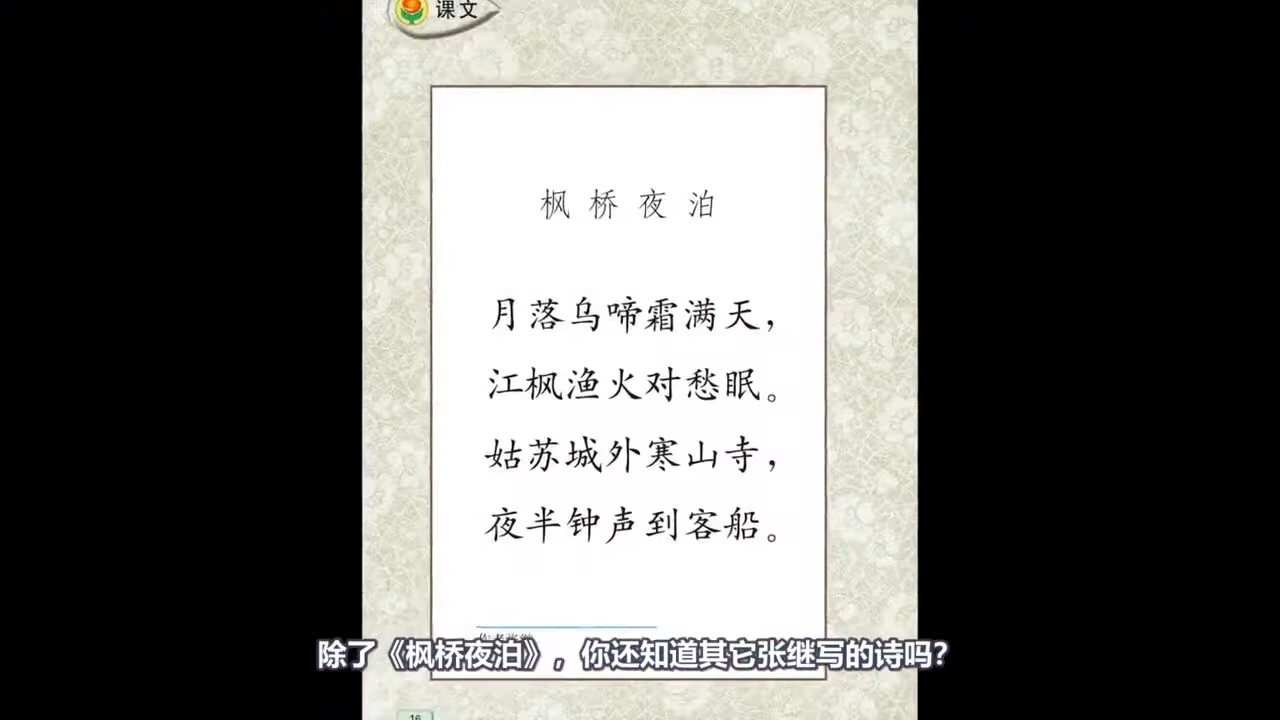 课文
枫桥夜泊
月落乌啼霜满天，
江枫渔火对愁眠。
姑苏城外寒山寺，
夜半钟声到客船。
除了《枫桥夜泊》，你还知道其它张继写的诗吗？
16